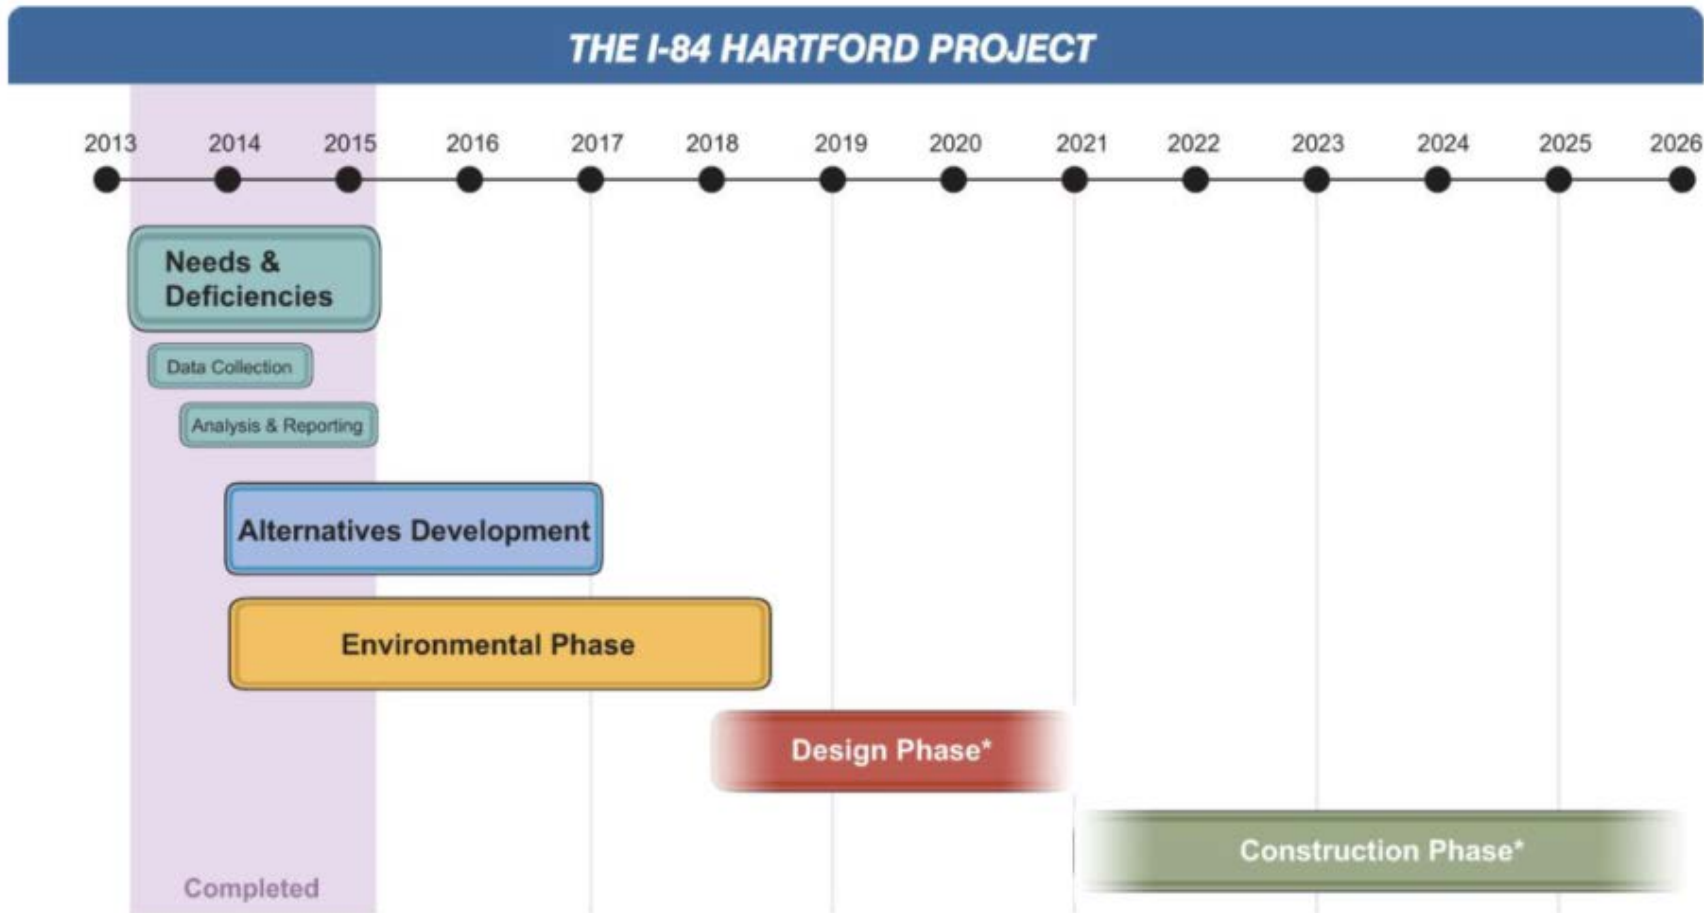 THE I-84 HARTFORD PROJECT
2013 2014 2015 2016 2017 2018 2019 2020 2021 2022 2023 2024 2025 2026
Needs &
Deficiencies
Data Collection
Analysis & Reporting
Alternatives Development
Environmental Phase
Design Phase*
Construction Phase*
Completed